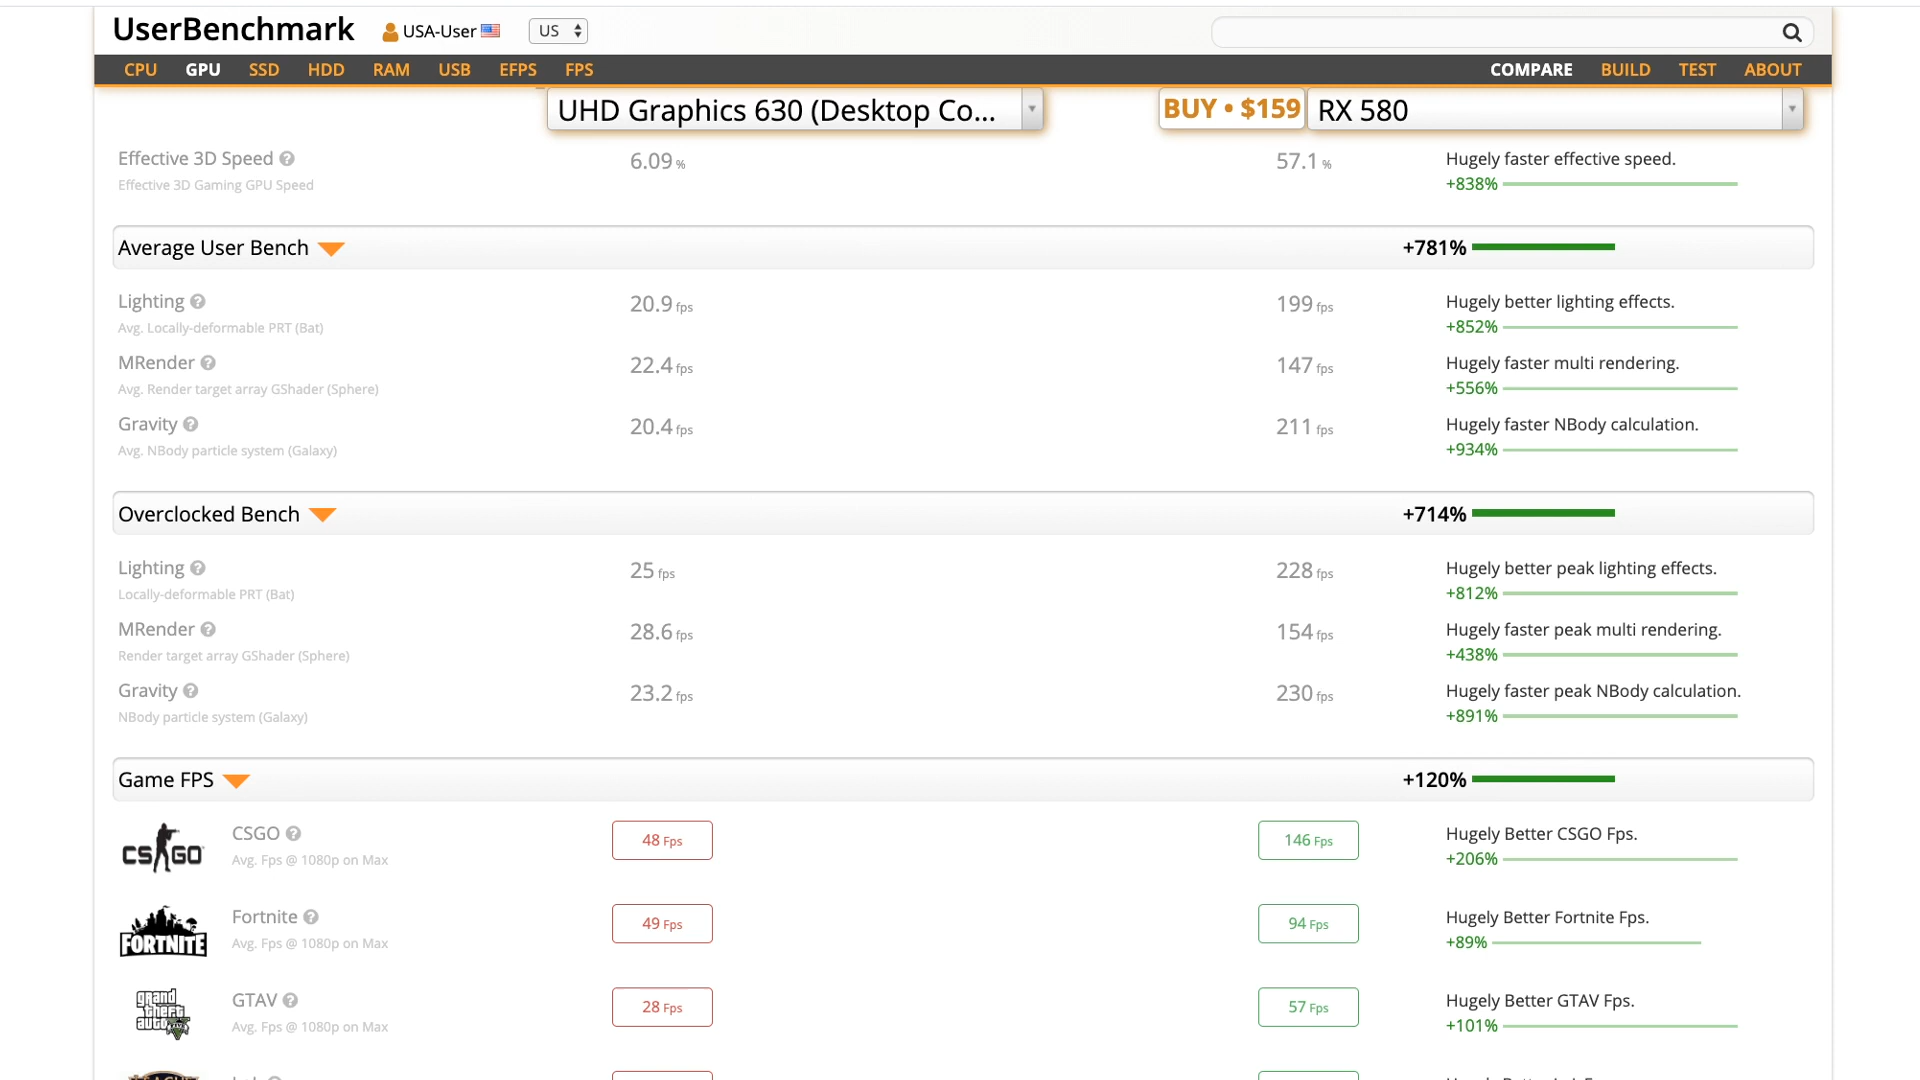 UserBenchmark
USA-User
US
CPU GPU SSD HDD RAM USB EFPS FPS
COMPARE BUILD TEST ABOUT
UHD Graphics 630 (Desktop Co...
BUY • $159
RX 580
Effective 3D Speed ?
Effective 3D Gaming GPU Speed
6.09 %
57.1 %
Hugely faster effective speed.
+838%
Average User Bench
+781%
Lighting ?
Avg. Locally-deformable PRT (Bat)
20.9 fps
199 fps
Hugely better lighting effects.
+852%
MRender ?
Avg. Render target array GShader (Sphere)
22.4 fps
147 fps
Hugely faster multi rendering.
+556%
Gravity ?
Avg. NBody particle system (Galaxy)
20.4 fps
211 fps
Hugely faster NBody calculation.
+934%
Overclocked Bench
+714%
Lighting ?
Locally-deformable PRT (Bat)
25 fps
228 fps
Hugely better peak lighting effects.
+812%
MRender ?
Render target array GShader (Sphere)
28.6 fps
154 fps
Hugely faster peak multi rendering.
+438%
Gravity ?
NBody particle system (Galaxy)
23.2 fps
230 fps
Hugely faster peak NBody calculation.
+891%
Game FPS
+120%
CS GO
CSGO ?
Avg. Fps @ 1080p on Max
48 Fps
146 Fps
Hugely Better CSGO Fps.
+206%
FORTNITE
Fortnite ?
Avg. Fps @ 1080p on Max
49 Fps
94 Fps
Hugely Better Fortnite Fps.
+89%
grand
theft
auto V
GTAV ?
Avg. Fps @ 1080p on Max
28 Fps
57 Fps
Hugely Better GTAV Fps.
+101%